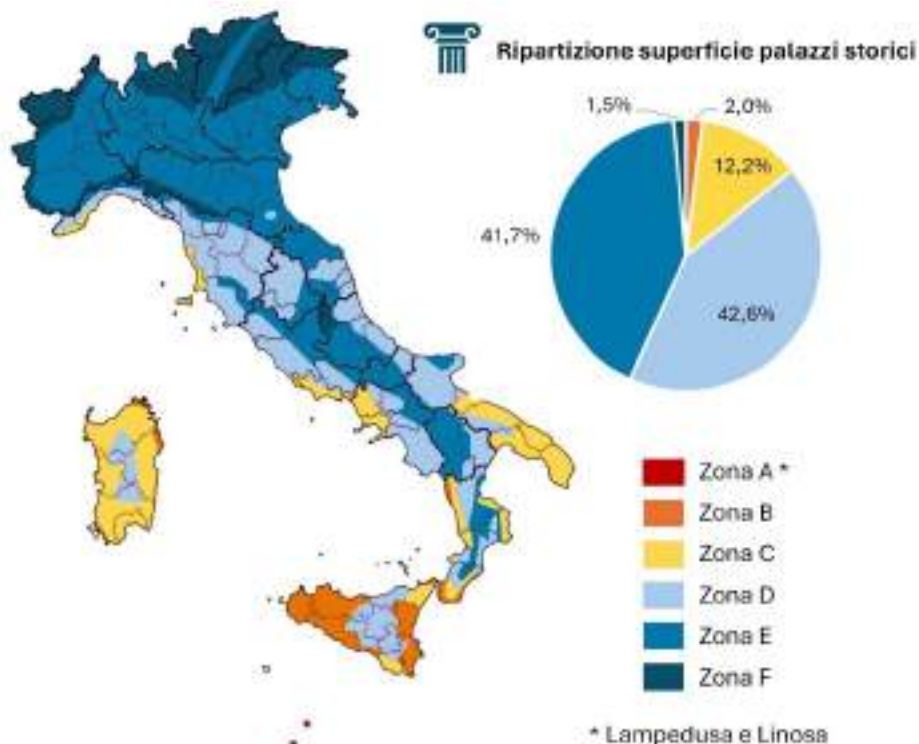 Ripartizione superficie palazzi storici
1,5%
2,0%
12,2%
41,7%
42,6%
Zona A *
Zona B
Zona C
Zona D
Zona E
Zona F
* Lampedusa e Linosa